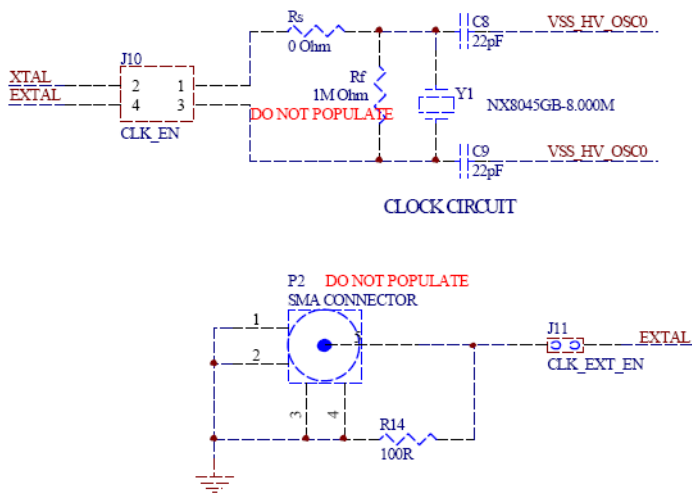 Rs
0 Ohm
C8
22pF
VSS_HV_OSC0
J10
XTAL
2 1
EXTAL
4 3
CLK_EN
Rf
1M Ohm
DO NOT POPULATE
Y1
NX8045GB-8.000M
C9
22pF
VSS_HV_OSC0
CLOCK CIRCUIT
P2 DO NOT POPULATE
SMA CONNECTOR
1
2
5
3
4
J11
EXTAL
CLK_EXT_EN
R14
100R